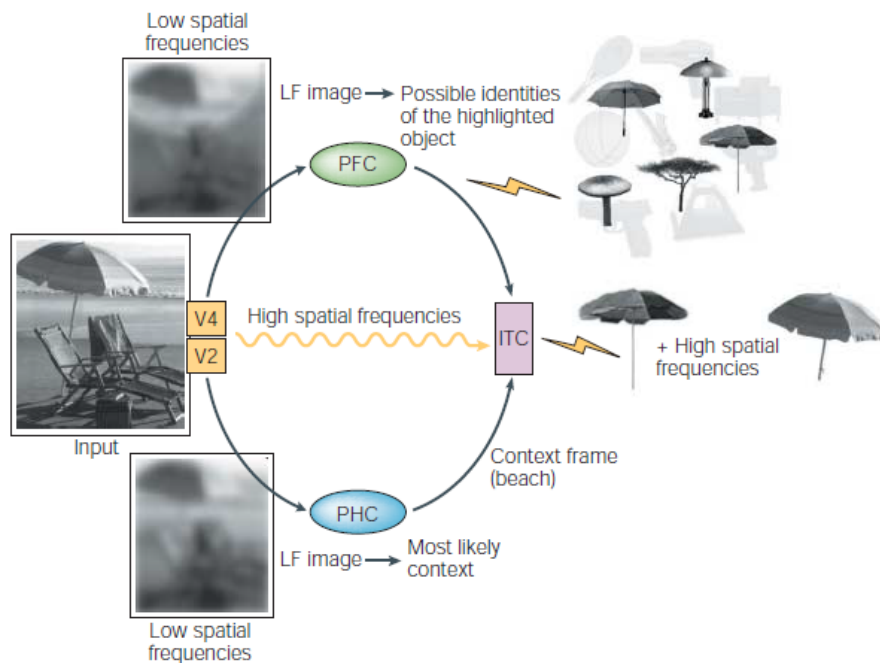 Low spatial
frequencies
LF image
Possible identities
of the highlighted
object
PFC
V4
High spatial frequencies
ITC
V2
+ High spatial
frequencies
Input
Context frame
(beach)
PHC
LF image
Most likely
context
Low spatial
frequencies